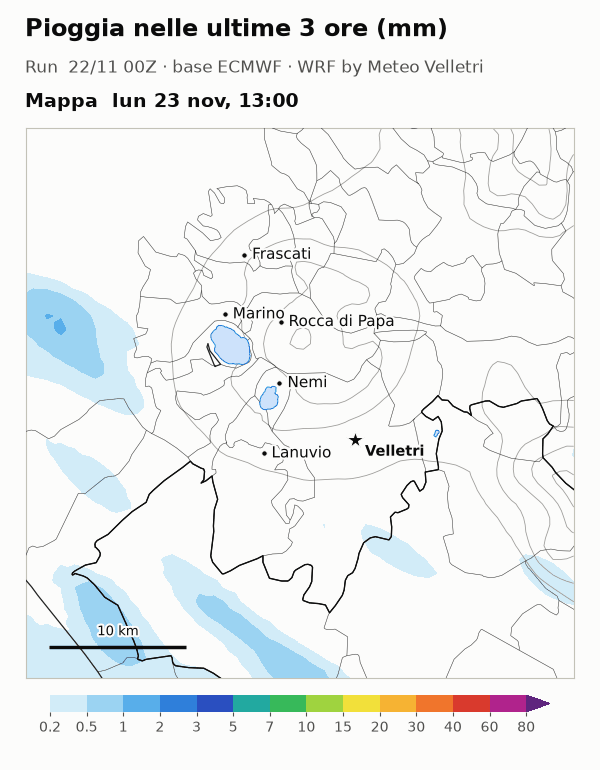 Pioggia nelle ultime 3 ore (mm)
Run  22/11 00Z · base ECMWF · WRF by Meteo Velletri
Mappa  lun 23 nov, 13:00
Frascati
Marino
Rocca di Papa
Nemi
Velletri
Lanuvio
10 km
0.2 0.5 1 2 3 5 7 10 15 20 30 40 60 80